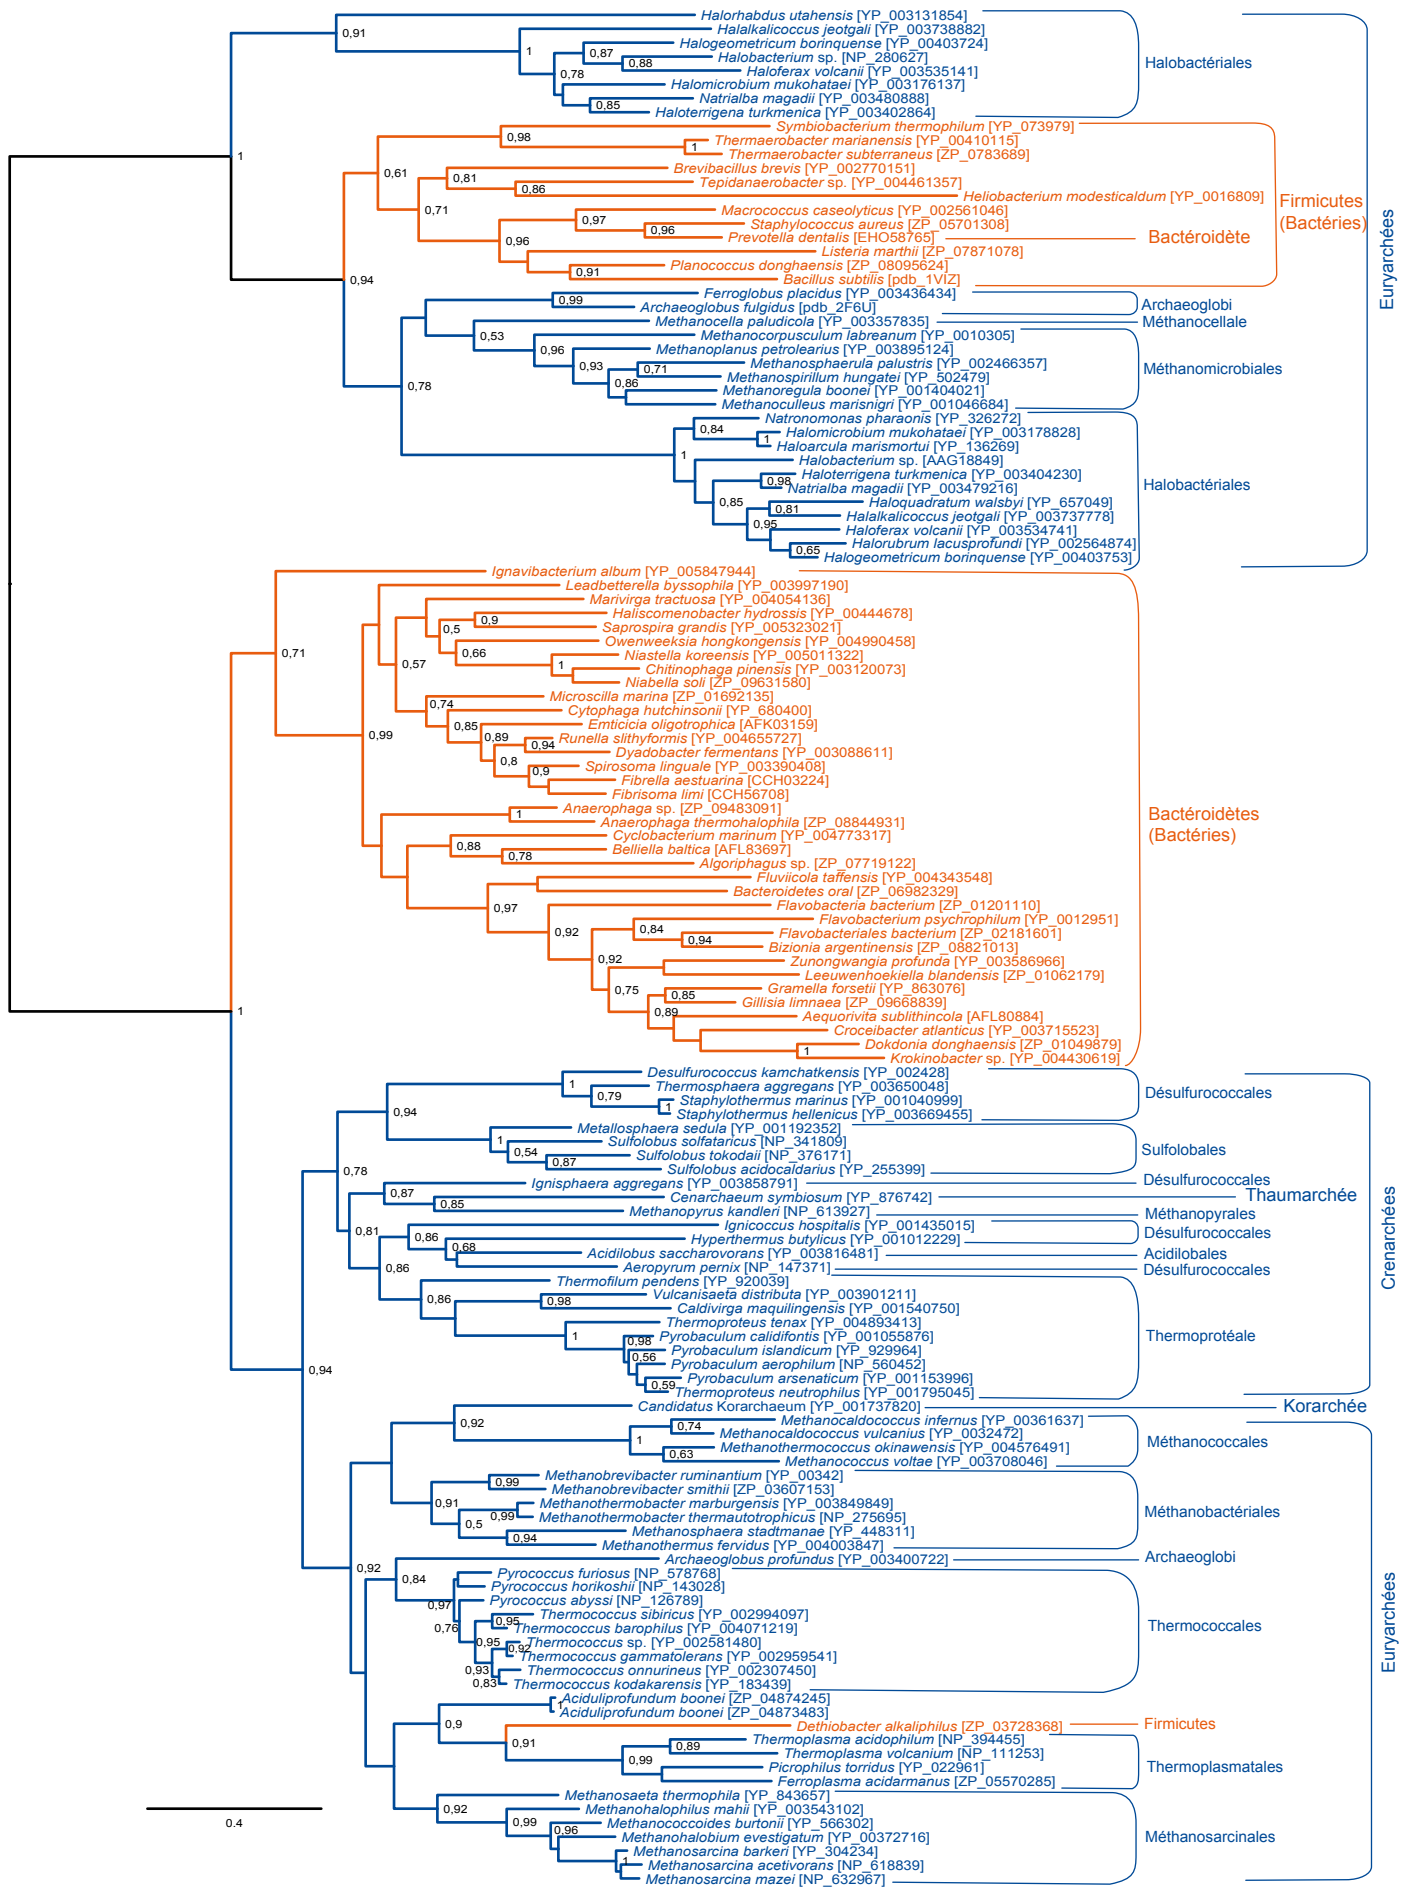 Halorhabdus utahensis [YP_003131854]
0,91
Halalkalicoccus jeotgali [YP_003738882]
1
Halogeometricum borinquense [YP_00403724]
0,87
Halobacterium sp. [NP_280627]
0,88
Halobactériales
0,78
Haloferax volcanii [YP_003535141]
Halomicrobium mukohataei [YP_003176137]
Natrialba magadii [YP_003480888]
0,85
Haloterrigena turkmenica [YP_003402864]
Symbiobacterium thermophilum [YP_073979]
0,98
Thermaerobacter marianensis [YP_00410115]
1
1
Thermaerobacter subterraneus [ZP_0783689]
0,61
Brevibacillus brevis [YP_002770151]
0,81
Tepidanaerobacter sp. [YP_004461357]
0,86
Heliobacterium modesticaldum [YP_0016809]
Firmicutes
(Bactéries)
0,71
Macrococcus caseolyticus [YP_002561046]
0,97
Staphylococcus aureus [ZP_05701308]
0,96
Prevotella dentalis [EHO58765]
Bactéroidète
0,96
Listeria marthii [ZP_07871078]
Planococcus donghaensis [ZP_08095624]
0,91
Bacillus subtilis [pdb_1VIZ]
0,94
Euryarchées
Ferroglobus placidus [YP_003436434]
0,99
Archaeoglobus fulgidus [pdb_2F6U]
Archaeoglobi
Methanocella paludicola [YP_003357835]
Méthanocellale
0,53
Methanocorpusculum labreanum [YP_0010305]
0,96
Methanoplanus petrolearius [YP_003895124]
0,93
Methanosphaerula palustris [YP_002466357]
0,71
Méthanomicrobiales
Methanospirillum hungatei [YP_502479]
0,86
0,78
Methanoregula boonei [YP_001404021]
Methanoculleus marisnigri [YP_001046684]
Natronomonas pharaonis [YP_326272]
0,84
Halomicrobium mukohataei [YP_003178828]
1
Haloarcula marismortui [YP_136269]
1
Halobacterium sp. [AAG18849]
Haloterrigena turkmenica [YP_003404230]
0,98
Natrialba magadii [YP_003479216]
Halobactériales
0,85
Haloquadratum walsbyi [YP_657049]
0,81
Halalkalicoccus jeotgali [YP_003737778]
0,95
Haloferax volcanii [YP_003534741]
Halorubrum lacusprofundi [YP_002564874]
0,65
Halogeometricum borinquense [YP_00403753]
Ignavibacterium album [YP_005847944]
Leadbetterella byssophila [YP_003997190]
Marivirga tractuosa [YP_004054136]
Haliscomenobacter hydrossis [YP_00444678]
0,9
0,5
Saprospira grandis [YP_005323021]
Owenweeksia hongkongensis [YP_004990458]
0,71
0,66
Niastella koreensis [YP_005011322]
0,57
1
Chitinophaga pinensis [YP_003120073]
Niabella soli [ZP_09631580]
Microscilla marina [ZP_01692135]
0,74
Cytophaga hutchinsonii [YP_680400]
0,85
Emticicia oligotrophica [AFK03159]
0,99
0,89
Runella slithyformis [YP_004655727]
0,94
Dyadobacter fermentans [YP_003088611]
0,8
Spirosoma linguale [YP_003390408]
0,9
Fibrella aestuarina [CCH03224]
Fibrisoma limi [CCH56708]
Anaerophaga sp. [ZP_09483091]
1
Anaerophaga thermohalophila [ZP_08844931]
Bactéroidètes
(Bactéries)
Cyclobacterium marinum [YP_004773317]
0,88
Belliella baltica [AFL83697]
0,78
Algoriphagus sp. [ZP_07719122]
Fluviicola taffensis [YP_004343548]
Bacteroidetes oral [ZP_06982329]
0,97
Flavobacteria bacterium [ZP_01201110]
Flavobacterium psychrophilum [YP_0012951]
0,84
0,92
Flavobacteriales bacterium [ZP_02181601]
0,94
Bizionia argentinensis [ZP_08821013]
0,92
Zunongwangia profunda [YP_003586966]
Leeuwenhoekiella blandensis [ZP_01062179]
0,75
Gramella forsetii [YP_863076]
0,85
Gillisia limnaea [ZP_09668839]
0,89
1
Aequorivita sublithincola [AFL80884]
Croceibacter atlanticus [YP_003715523]
Dokdonia donghaensis [ZP_01049879]
1
Krokinobacter sp. [YP_004430619]
Desulfurococcus kamchatkensis [YP_002428]
1
Thermosphaera aggregans [YP_003650048]
0,79
Désulfurococcales
Staphylothermus marinus [YP_001040999]
1
0,94
Staphylothermus hellenicus [YP_003669455]
Metallosphaera sedula [YP_001192352]
1
Sulfolobus solfataricus [NP_341809]
0,54
Sulfolobales
Sulfolobus tokodaii [NP_376171]
0,87
0,78
Sulfolobus acidocaldarius [YP_255399]
Ignisphaera aggregans [YP_003858791]
Désulfurococcales
0,87
Cenarchaeum symbiosum [YP_876742]
Thaumarchée
0,85
Methanopyrus kandleri [NP_613927]
Méthanopyrales
Crenarchées
0,81
Ignicoccus hospitalis [YP_001435015]
0,86
Désulfurococcales
Hyperthermus butylicus [YP_001012229]
0,68
Acidilobus saccharovorans [YP_003816481]
Acidilobales
0,86
Aeropyrum pernix [NP_147371]
Désulfurococcales
Thermofilum pendens [YP_920039]
0,86
Vulcanisaeta distributa [YP_003901211]
0,98
Caldivirga maquilingensis [YP_001540750]
Thermoproteus tenax [YP_004893413]
1
Pyrobaculum calidifontis [YP_001055876]
0,98
Thermoprotéale
Pyrobaculum islandicum [YP_929964]
0,56
Pyrobaculum aerophilum [NP_560452]
0,94
Pyrobaculum arsenaticum [YP_001153996]
0,59
Thermoproteus neutrophilus [YP_001795045]
Candidatus Korarchaeum [YP_001737820]
Korarchée
0,92
Methanocaldococcus infernus [YP_00361637]
0,74
Methanocaldococcus vulcanius [YP_0032472]
1
Méthanococcales
Methanothermococcus okinawensis [YP_004576491]
0,63
Methanococcus voltae [YP_003708046]
Methanobrevibacter ruminantium [YP_00342]
0,99
Methanobrevibacter smithii [ZP_03607153]
0,91
Methanothermobacter marburgensis [YP_003849849]
0,99
Méthanobactériales
Methanothermobacter thermautotrophicus [NP_275695]
0,5
Methanosphaera stadtmanae [YP_448311]
0,94
Methanothermus fervidus [YP_004003847]
Archaeoglobus profundus [YP_003400722]
Archaeoglobi
0,92
0,84
Pyrococcus furiosus [NP_578768]
Pyrococcus horikoshii [NP_143028]
Pyrococcus abyssi [NP_126789]
0,97
Thermococcus sibiricus [YP_002994097]
0,95
0,76
Thermococcus barophilus [YP_004071219]
Thermococcales
0,95
Thermococcus sp. [YP_002581480]
0,92
Thermococcus gammatolerans [YP_002959541]
0,93
Thermococcus onnurineus [YP_002307450]
0,83
Thermococcus kodakarensis [YP_183439]
Euryarchées
Aciduliprofundum boonei [ZP_04874245]
1
Aciduliprofundum boonei [ZP_04873483]
0,9
Dethiobacter alkaliphilus [ZP_03728368]
Firmicutes
0,91
Thermoplasma acidophilum [NP_394455]
0,89
Thermoplasma volcanium [NP_111253]
0,99
Thermoplasmatales
Picrophilus torridus [YP_022961]
Ferroplasma acidarmanus [ZP_05570285]
Methanosaeta thermophila [YP_843657]
0,92
Methanohalophilus mahii [YP_003543102]
0,99
0.4
Methanococcoides burtonii [YP_566302]
0,96
Méthanosarcinales
Methanohalobium evestigatum [YP_00372716]
Methanosarcina barkeri [YP_304234]
1
Methanosarcina acetivorans [NP_618839]
Methanosarcina mazei [NP_632967]